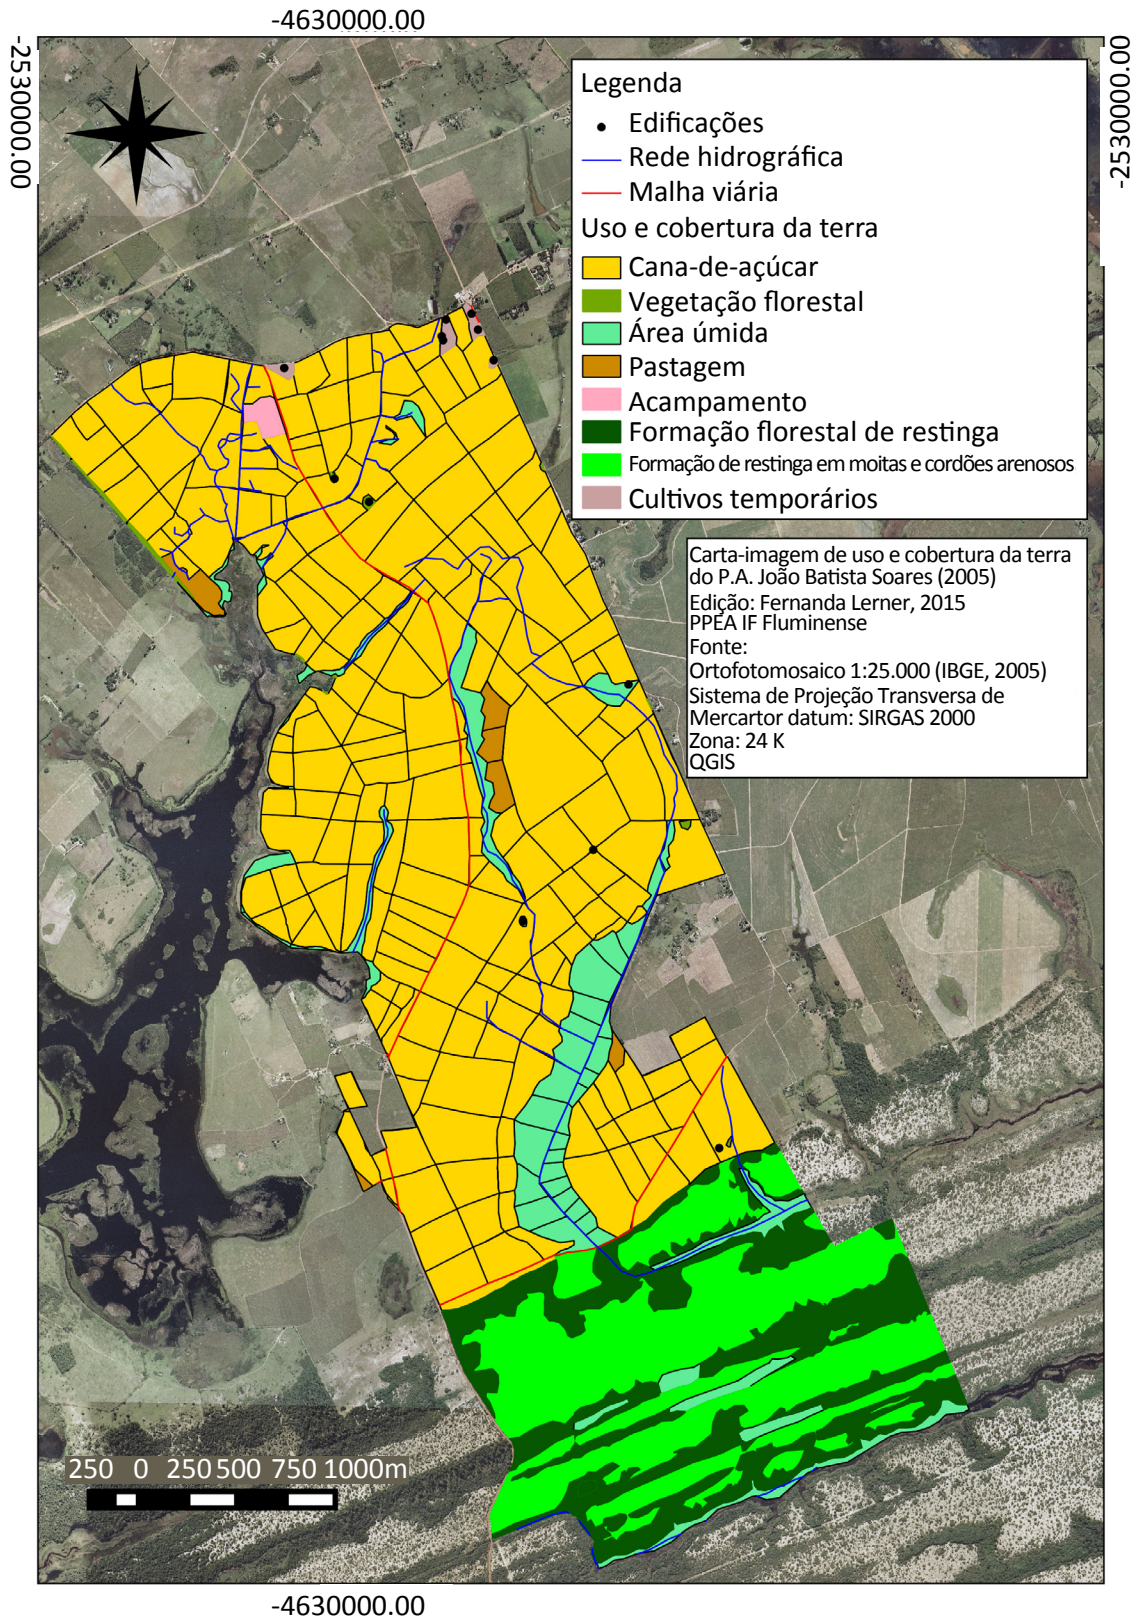 -4630000.00
-2530000.00
-2530000.00
Legenda
Edificações
Rede hidrográfica
Malha viária
Uso e cobertura da terra
Cana-de-açúcar
Vegetação florestal
Área úmida
Pastagem
Acampamento
Formação florestal de restinga
Formação de restinga em moitas e cordões arenosos
Cultivos temporários
Carta-imagem de uso e cobertura da terra
do P.A. João Batista Soares (2005)
Edição: Fernanda Lerner, 2015
PPEA IF Fluminense
Fonte:
Ortofotomosaico 1:25.000 (IBGE, 2005)
Sistema de Projeção Transversa de
Mercartor datum: SIRGAS 2000
Zona: 24 K
QGIS
250 0 250 500 750 1000m
-4630000.00